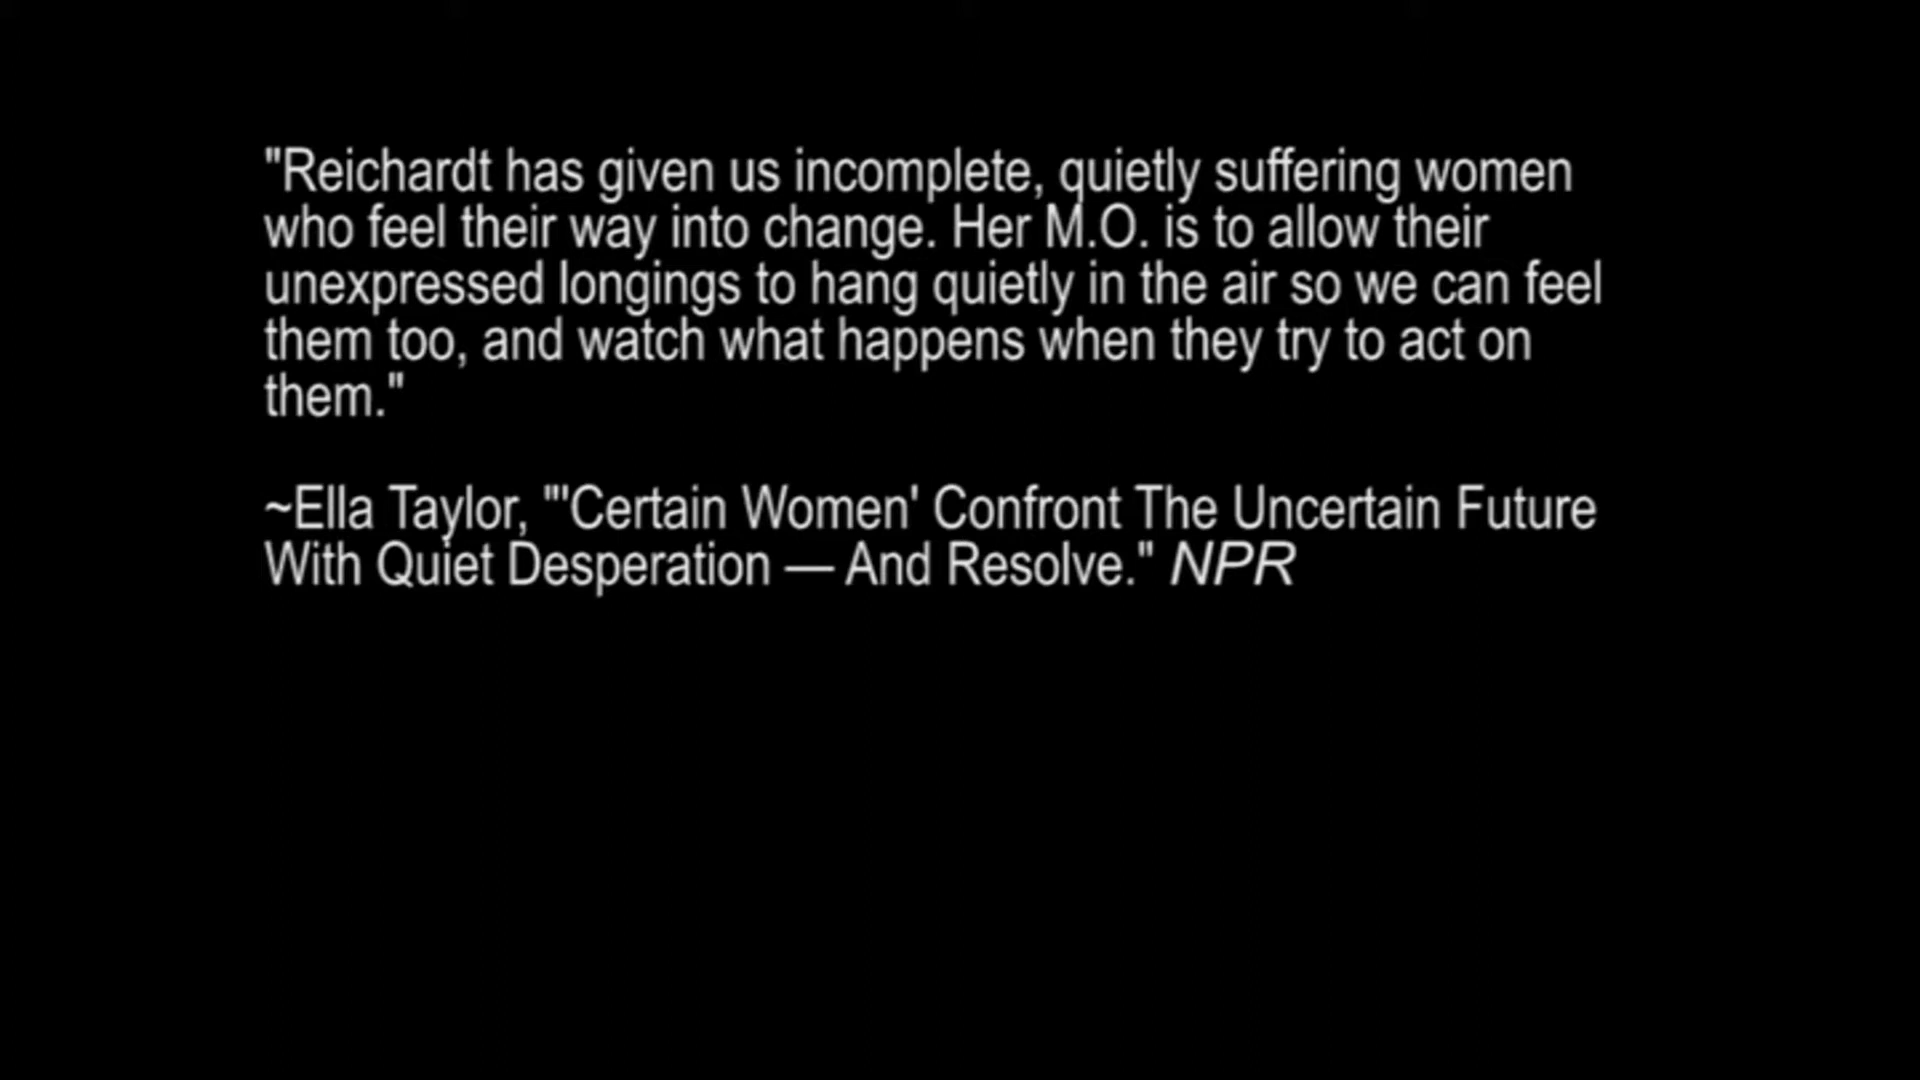 "Reichardt has given us incomplete, quietly suffering women
who feel their way into change. Her M.O. is to allow their
unexpressed longings to hang quietly in the air so we can feel
them too, and watch what happens when they try to act on
them."
~Ella Taylor, "'Certain Women' Confront The Uncertain Future
With Quiet Desperation — And Resolve." NPR